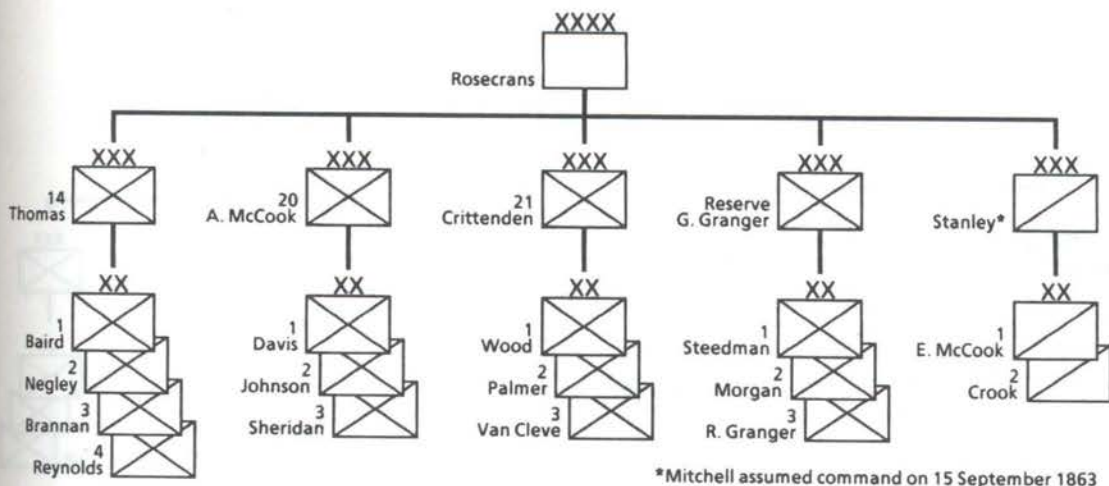 XXXX
Rosecrans
XXX
14
Thomas
XXX
20
A. McCook
XXX
21
Crittenden
XXX
Reserve
G. Granger
XXX
Stanley*
XX
1
Baird
2
Negley
3
Brannan
4
Reynolds
XX
1
Davis
2
Johnson
3
Sheridan
XX
1
Wood
2
Palmer
3
Van Cleve
XX
1
Steedman
2
Morgan
3
R. Granger
XX
1
E. McCook
2
Crook
*Mitchell assumed command on 15 September 1863